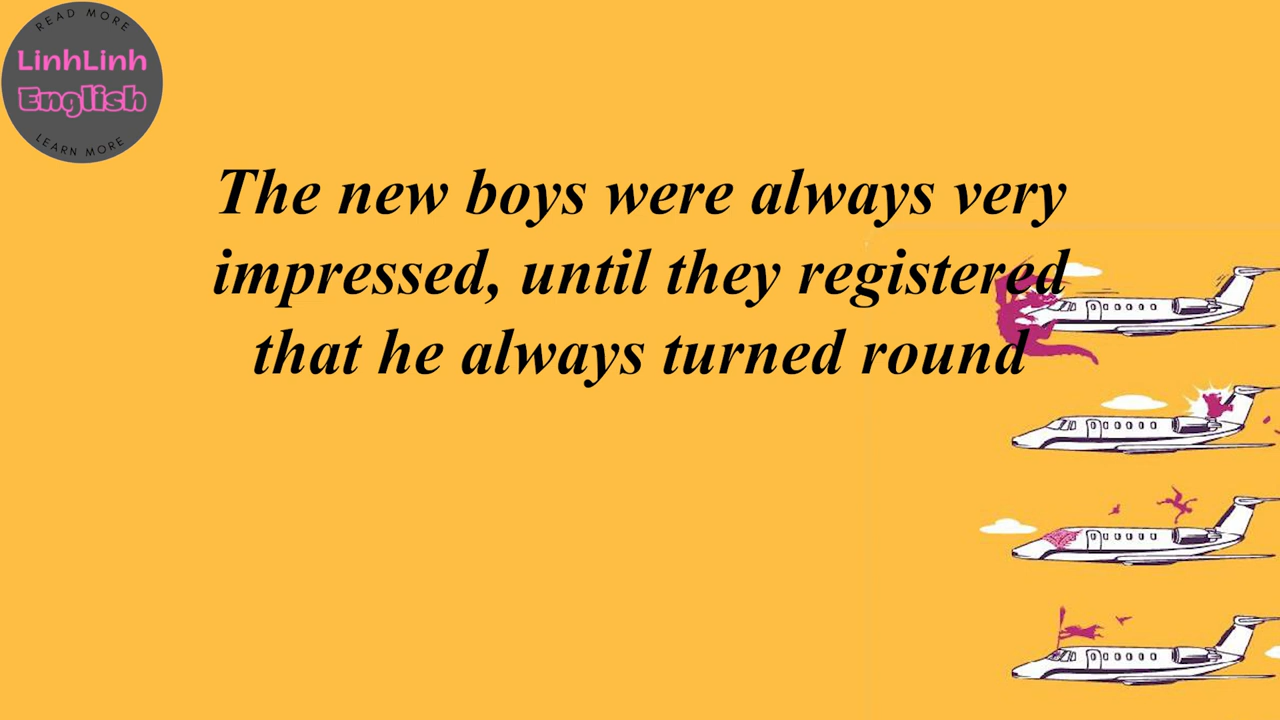 READ MORE
LinhLinh
English
LEARN MORE
The new boys were always very
impressed, until they registered
that he always turned round